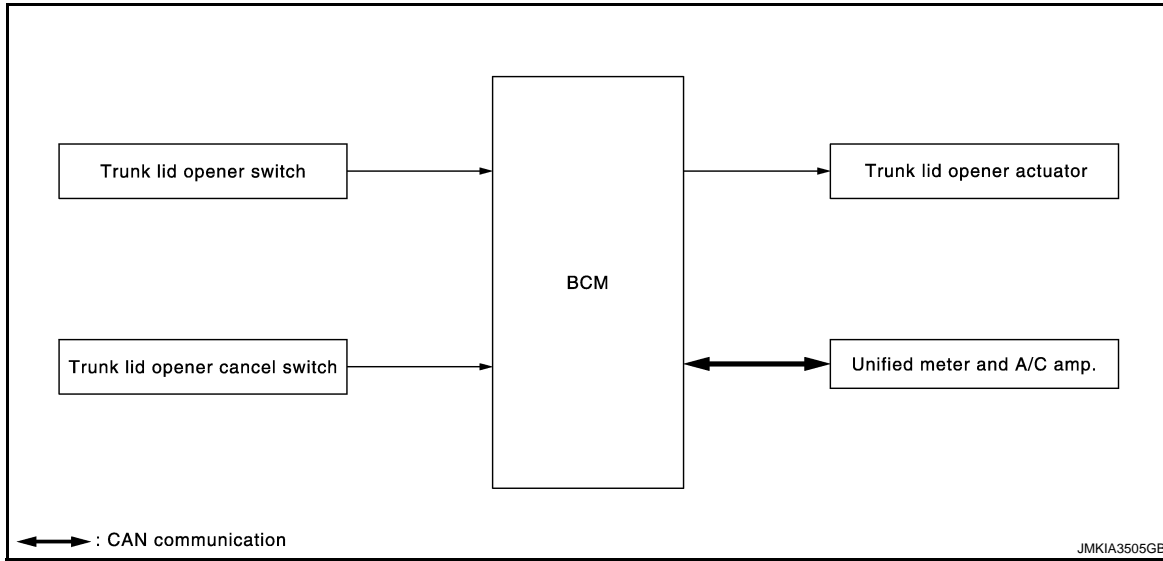 Trunk lid opener switch
Trunk lid opener actuator
BCM
Trunk lid opener cancel switch
Unified meter and A/C amp.
: CAN communication
JMKIA3505GB